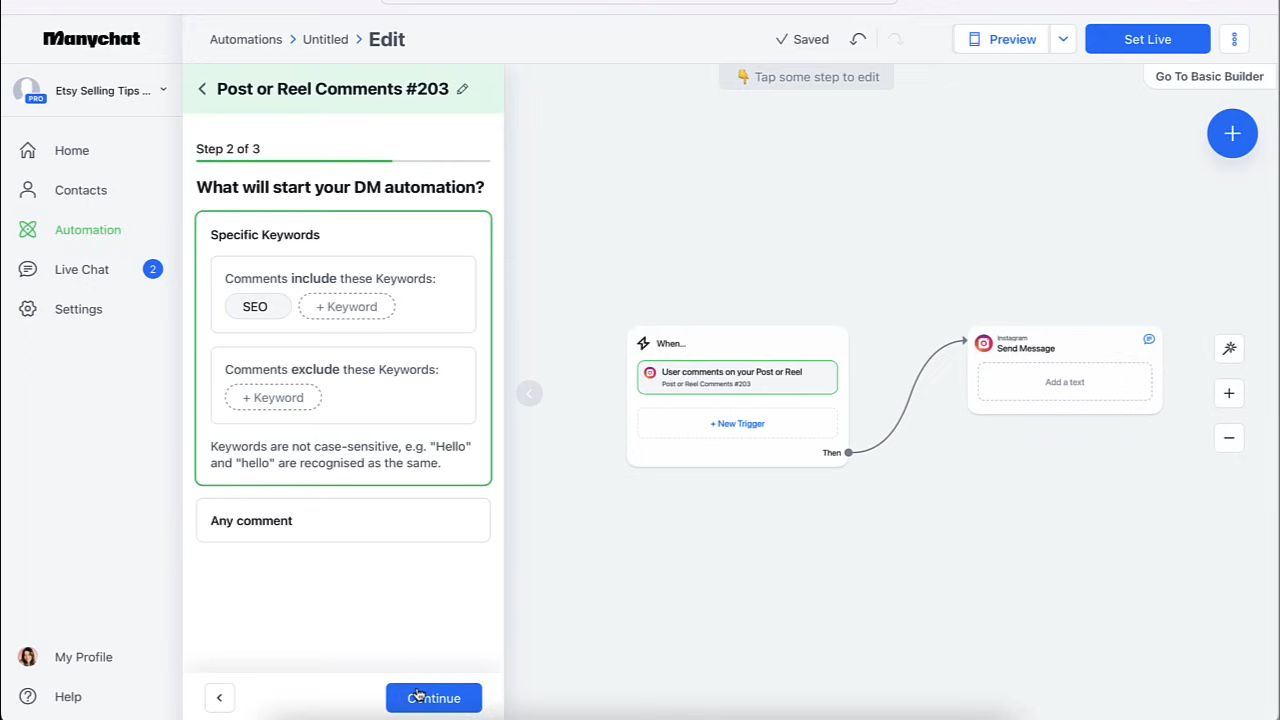 Manychat
Automations > Untitled > Edit
Saved
Preview
Set Live
Etsy Selling Tips ...
PRO
Post or Reel Comments #203
👇 Tap some step to edit
Go To Basic Builder
Home
Contacts
Automation
Live Chat
2
Settings
Step 2 of 3
What will start your DM automation?
Specific Keywords
Comments include these Keywords:
SEO
+ Keyword
Comments exclude these Keywords:
+ Keyword
Keywords are not case-sensitive, e.g. "Hello"
and "hello" are recognised as the same.
Any comment
When...
User comments on your Post or Reel
Post or Reel Comments #203
+ New Trigger
Then
Instagram
Send Message
Add a text
My Profile
Help
Continue